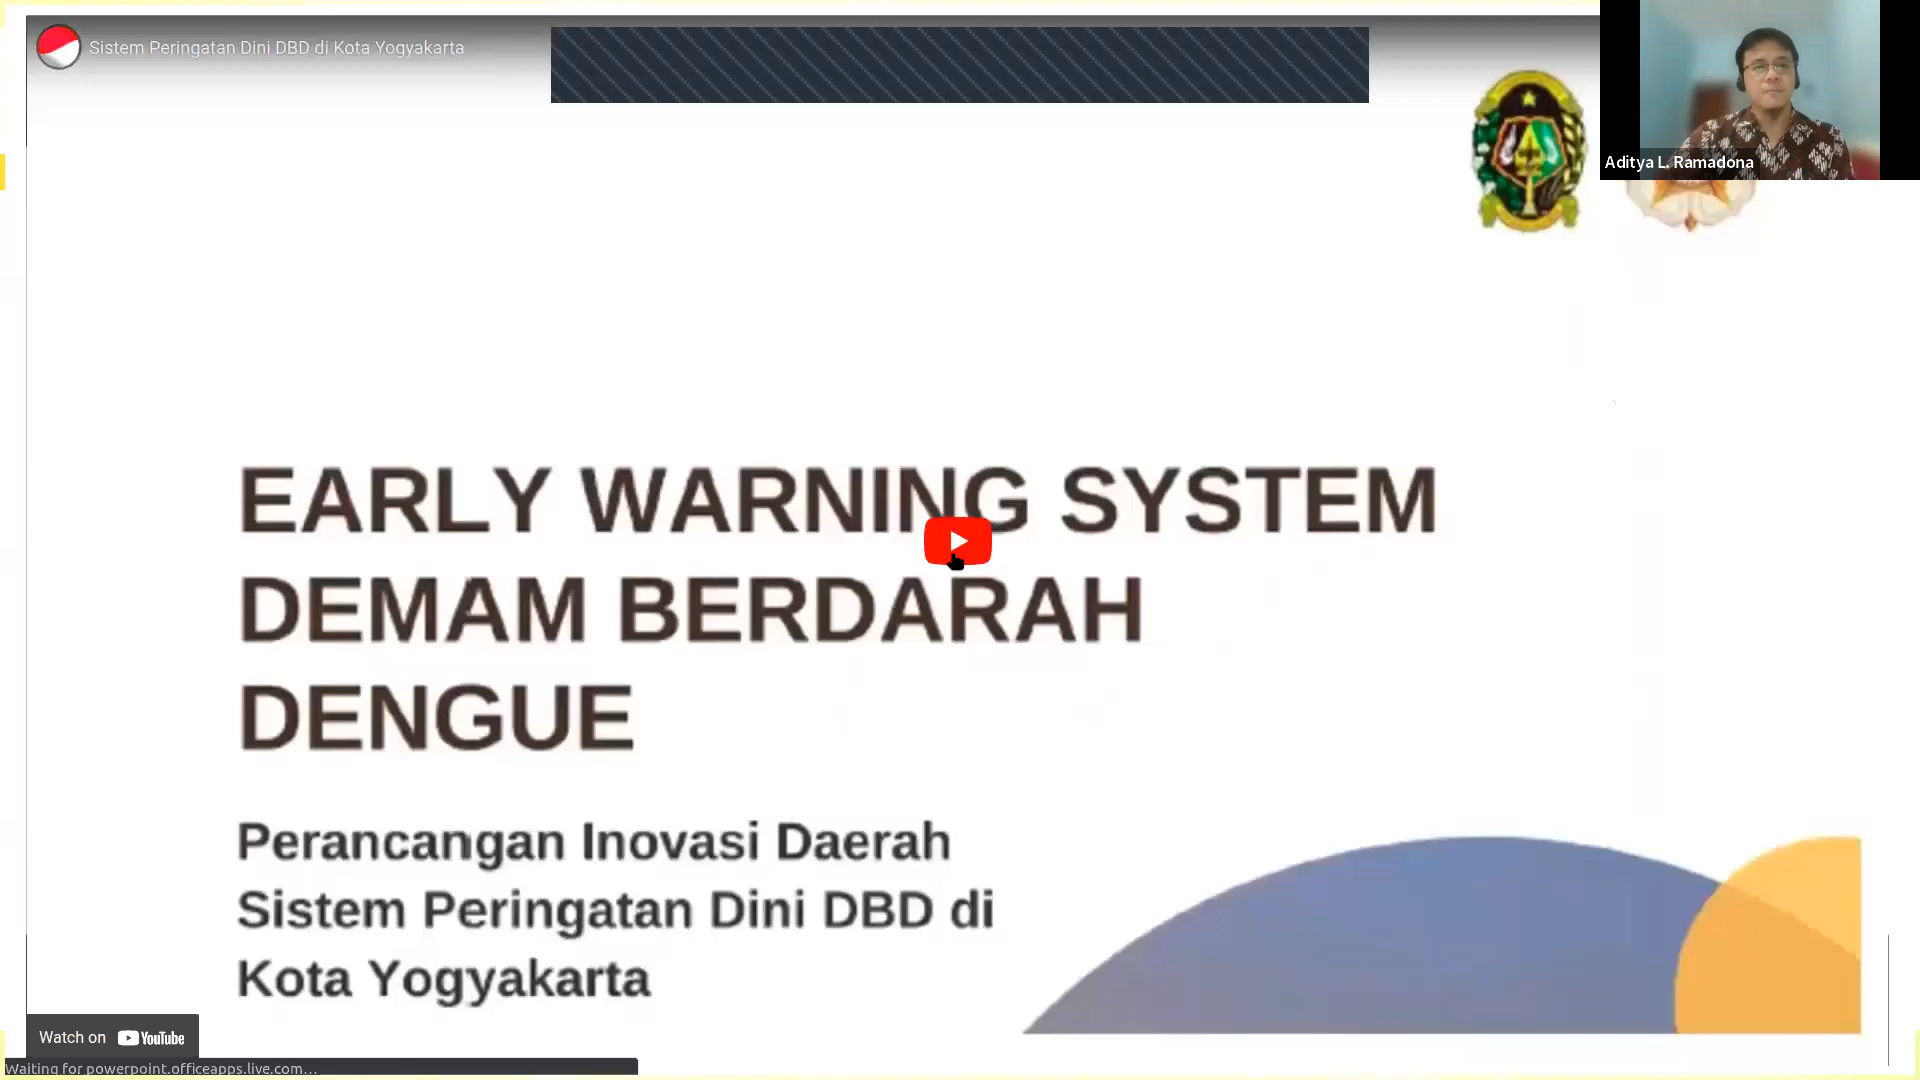 Sistem Peringatan Dini DBD di Kota Yogyakarta
Aditya L. Ramadona
EARLY WARNING SYSTEM
DEMAM BERDARAH
DENGUE
Perancangan Inovasi Daerah
Sistem Peringatan Dini DBD di
Kota Yogyakarta
Watch on YouTube
Waiting for powerpoint.officeapps.live.com...